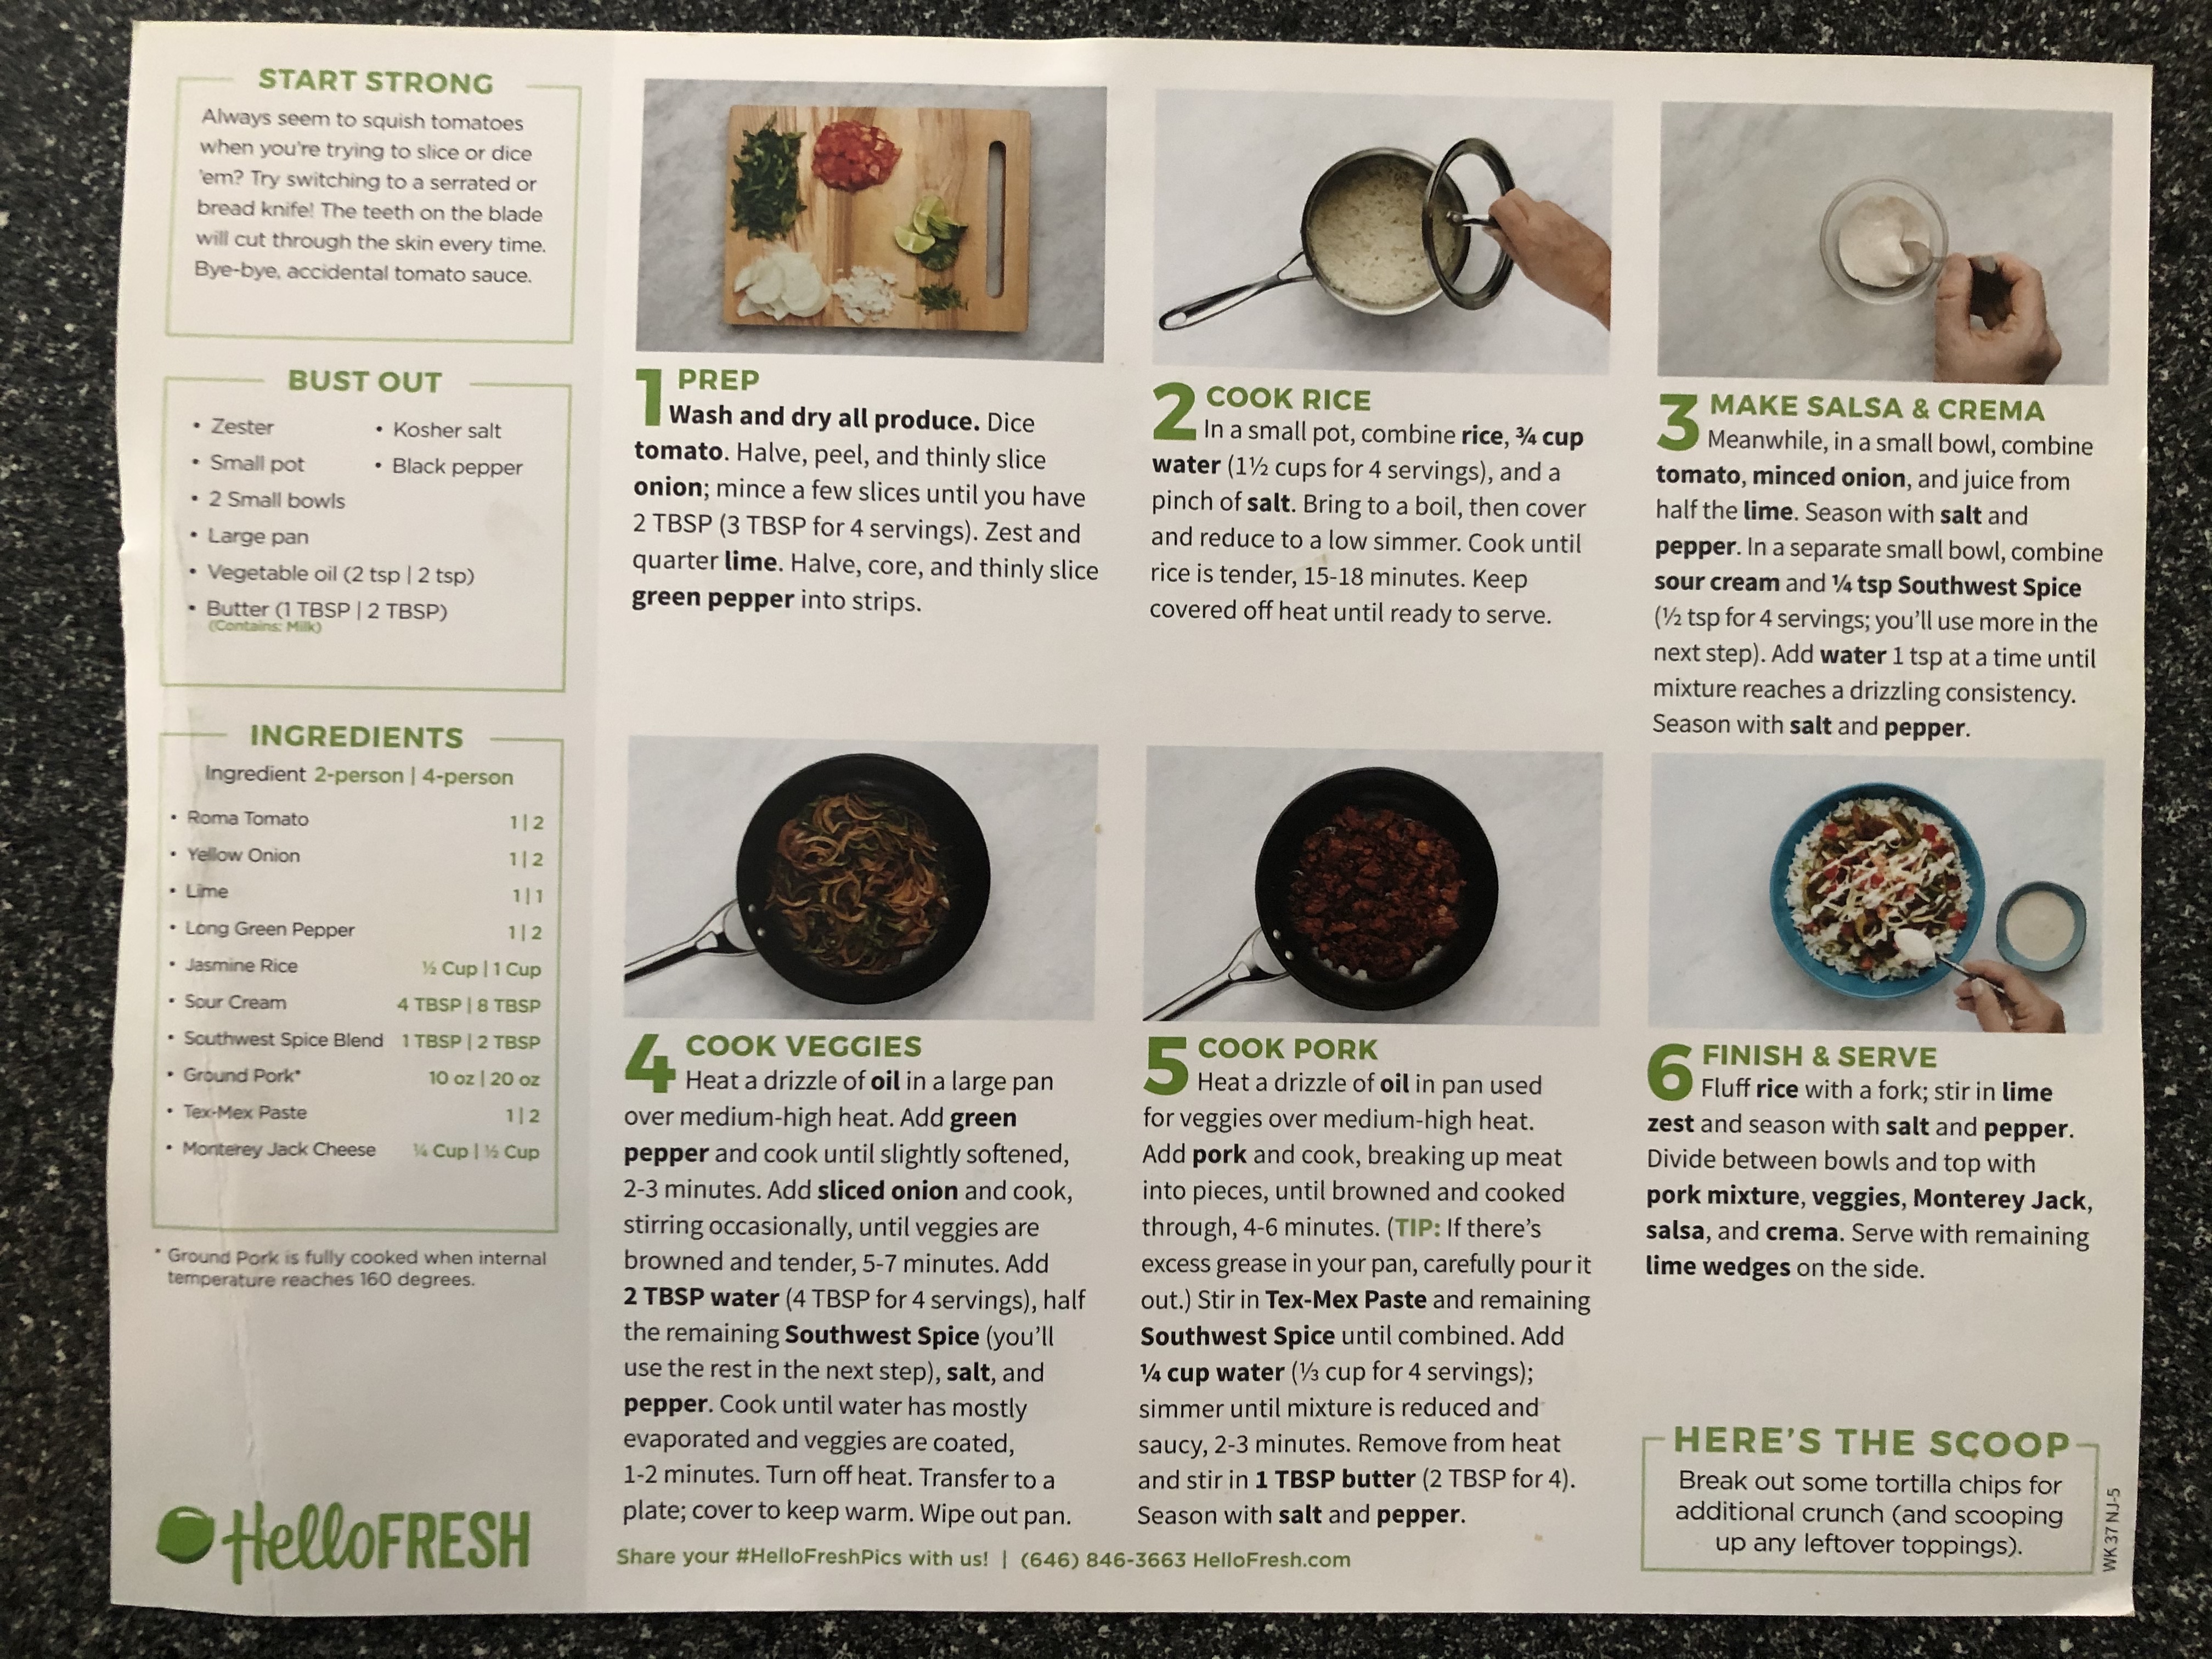 START STRONG
Always seem to squish tomatoes
when you're trying to slice or dice
'em? Try switching to a serrated or
bread knife! The teeth on the blade
will cut through the skin every time.
Bye-bye, accidental tomato sauce.
BUST OUT
• Zester
• Small pot
• 2 Small bowls
• Large pan
• Vegetable oil (2 tsp | 2 tsp)
• Butter (1 TBSP | 2 TBSP)
(Contains: Milk)
• Kosher salt
• Black pepper
INGREDIENTS
Ingredient 2-person | 4-person
• Roma Tomato 1 | 2
• Yellow Onion 1 | 2
• Lime 1 | 1
• Long Green Pepper 1 | 2
• Jasmine Rice ½ Cup | 1 Cup
• Sour Cream 4 TBSP | 8 TBSP
• Southwest Spice Blend 1 TBSP | 2 TBSP
• Ground Pork* 10 oz | 20 oz
• Tex-Mex Paste 1 | 2
• Monterey Jack Cheese ¼ Cup | ½ Cup
* Ground Pork is fully cooked when internal
temperature reaches 160 degrees.
HelloFRESH
1 PREP
Wash and dry all produce. Dice
tomato. Halve, peel, and thinly slice
onion; mince a few slices until you have
2 TBSP (3 TBSP for 4 servings). Zest and
quarter lime. Halve, core, and thinly slice
green pepper into strips.
2 COOK RICE
In a small pot, combine rice, ¾ cup
water (1½ cups for 4 servings), and a
pinch of salt. Bring to a boil, then cover
and reduce to a low simmer. Cook until
rice is tender, 15-18 minutes. Keep
covered off heat until ready to serve.
3 MAKE SALSA & CREMA
Meanwhile, in a small bowl, combine
tomato, minced onion, and juice from
half the lime. Season with salt and
pepper. In a separate small bowl, combine
sour cream and ¼ tsp Southwest Spice
(½ tsp for 4 servings; you'll use more in the
next step). Add water 1 tsp at a time until
mixture reaches a drizzling consistency.
Season with salt and pepper.
4 COOK VEGGIES
Heat a drizzle of oil in a large pan
over medium-high heat. Add green
pepper and cook until slightly softened,
2-3 minutes. Add sliced onion and cook,
stirring occasionally, until veggies are
browned and tender, 5-7 minutes. Add
2 TBSP water (4 TBSP for 4 servings), half
the remaining Southwest Spice (you'll
use the rest in the next step), salt, and
pepper. Cook until water has mostly
evaporated and veggies are coated,
1-2 minutes. Turn off heat. Transfer to a
plate; cover to keep warm. Wipe out pan.
5 COOK PORK
Heat a drizzle of oil in pan used
for veggies over medium-high heat.
Add pork and cook, breaking up meat
into pieces, until browned and cooked
through, 4-6 minutes. (TIP: If there's
excess grease in your pan, carefully pour it
out.) Stir in Tex-Mex Paste and remaining
Southwest Spice until combined. Add
¼ cup water (⅓ cup for 4 servings);
simmer until mixture is reduced and
saucy, 2-3 minutes. Remove from heat
and stir in 1 TBSP butter (2 TBSP for 4).
Season with salt and pepper.
6 FINISH & SERVE
Fluff rice with a fork; stir in lime
zest and season with salt and pepper.
Divide between bowls and top with
pork mixture, veggies, Monterey Jack,
salsa, and crema. Serve with remaining
lime wedges on the side.
HERE'S THE SCOOP
Break out some tortilla chips for
additional crunch (and scooping
up any leftover toppings).
WK 37 NJ-5
Share your #HelloFreshPics with us! | (646) 846-3663 HelloFresh.com